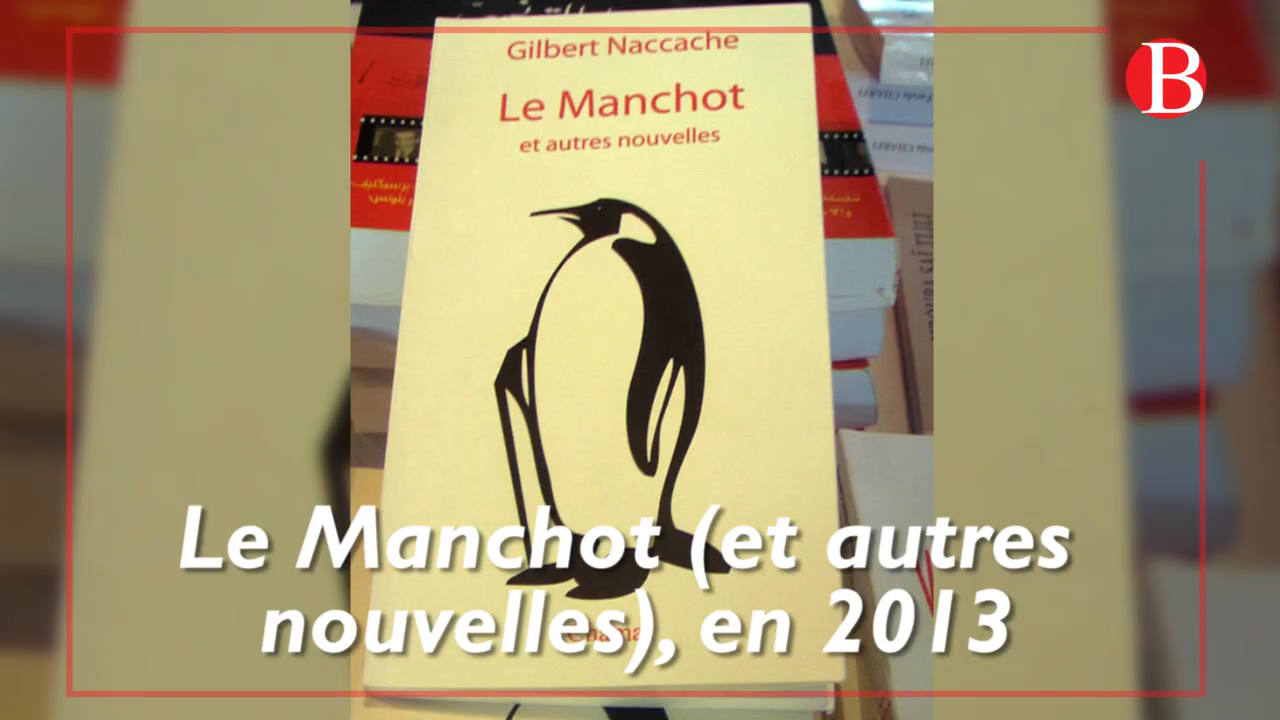 Gilbert Naccache
Le Manchot
et autres nouvelles
B
Le Manchot (et autres
nouvelles), en 2013